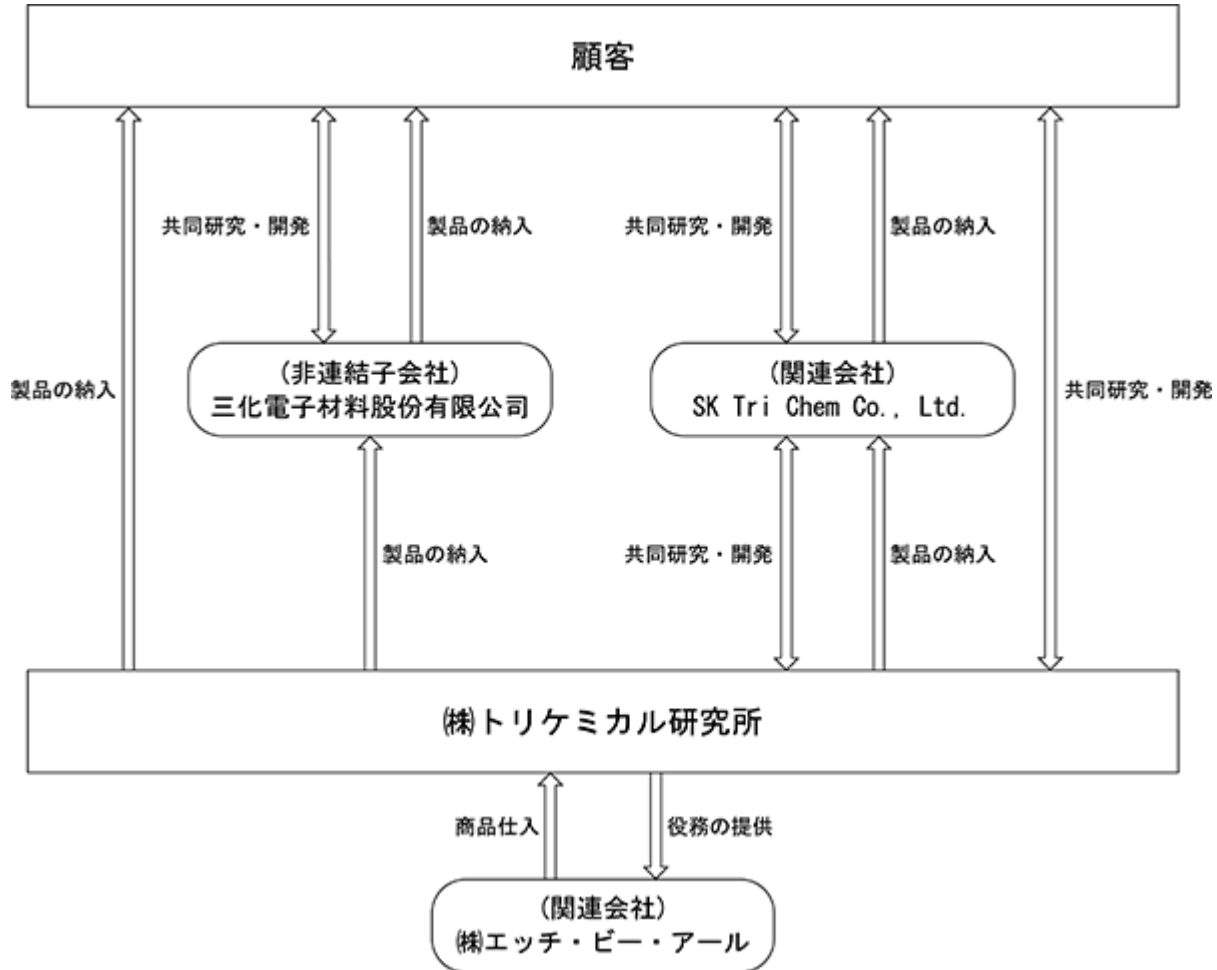 顧客
共同研究・開発
製品の納入
共同研究・開発
製品の納入
製品の納入
(非連結子会社)
三化電子材料股份有限公司
(関連会社)
SK Tri Chem Co., Ltd.
共同研究・開発
製品の納入
共同研究・開発
製品の納入
㈱トリケミカル研究所
商品仕入
役務の提供
(関連会社)
㈱エッチ・ビー・アール